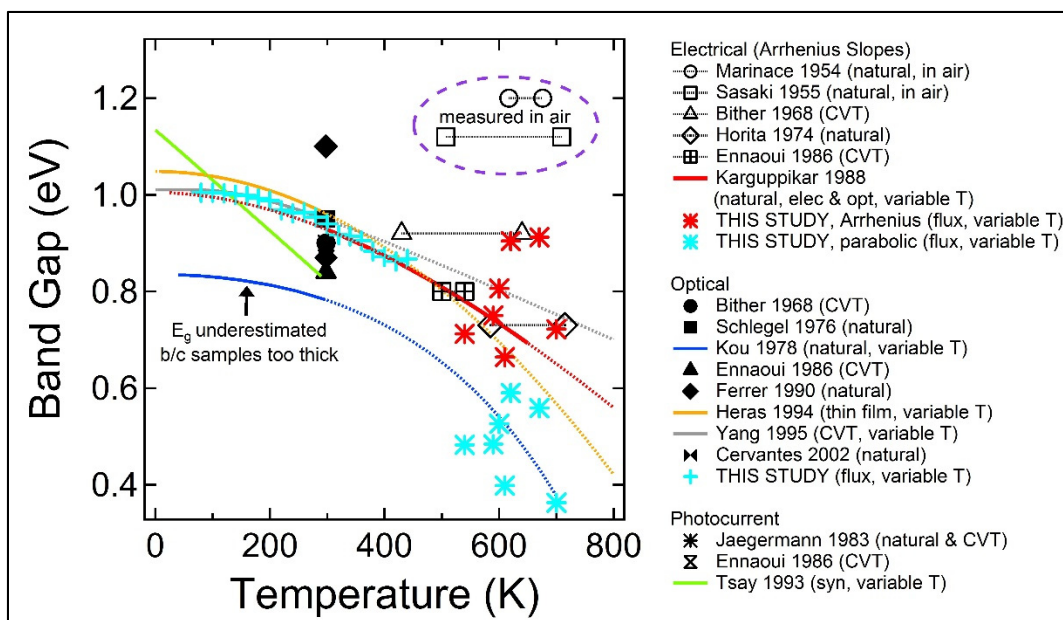 Band Gap (eV)
1.2
1.0
0.8
0.6
0.4
measured in air
E_g underestimated
b/c samples too thick
0
200
400
600
800
Temperature (K)
Electrical (Arrhenius Slopes)
Marinace 1954 (natural, in air)
Sasaki 1955 (natural, in air)
Bither 1968 (CVT)
Horita 1974 (natural)
Ennaoui 1986 (CVT)
Karguppikar 1988
(natural, elec & opt, variable T)
THIS STUDY, Arrhenius (flux, variable T)
THIS STUDY, parabolic (flux, variable T)
Optical
Bither 1968 (CVT)
Schlegel 1976 (natural)
Kou 1978 (natural, variable T)
Ennaoui 1986 (CVT)
Ferrer 1990 (natural)
Heras 1994 (thin film, variable T)
Yang 1995 (CVT, variable T)
Cervantes 2002 (natural)
THIS STUDY (flux, variable T)
Photocurrent
Jaegermann 1983 (natural & CVT)
Ennaoui 1986 (CVT)
Tsay 1993 (syn, variable T)